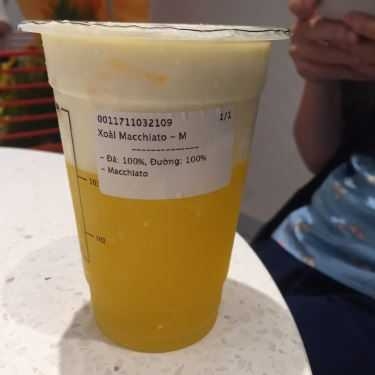 0011711032109 1/1
Xoài Macchiato - M
---------------
- Đá: 100%, Đường: 100%
- Macchiato